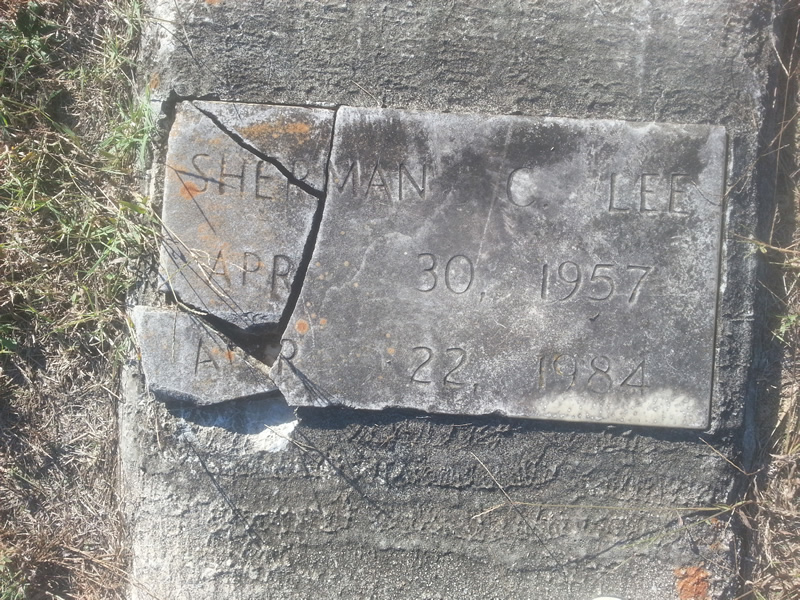 SHERMAN C. LEE
APR 30, 1957
APR 22, 1984